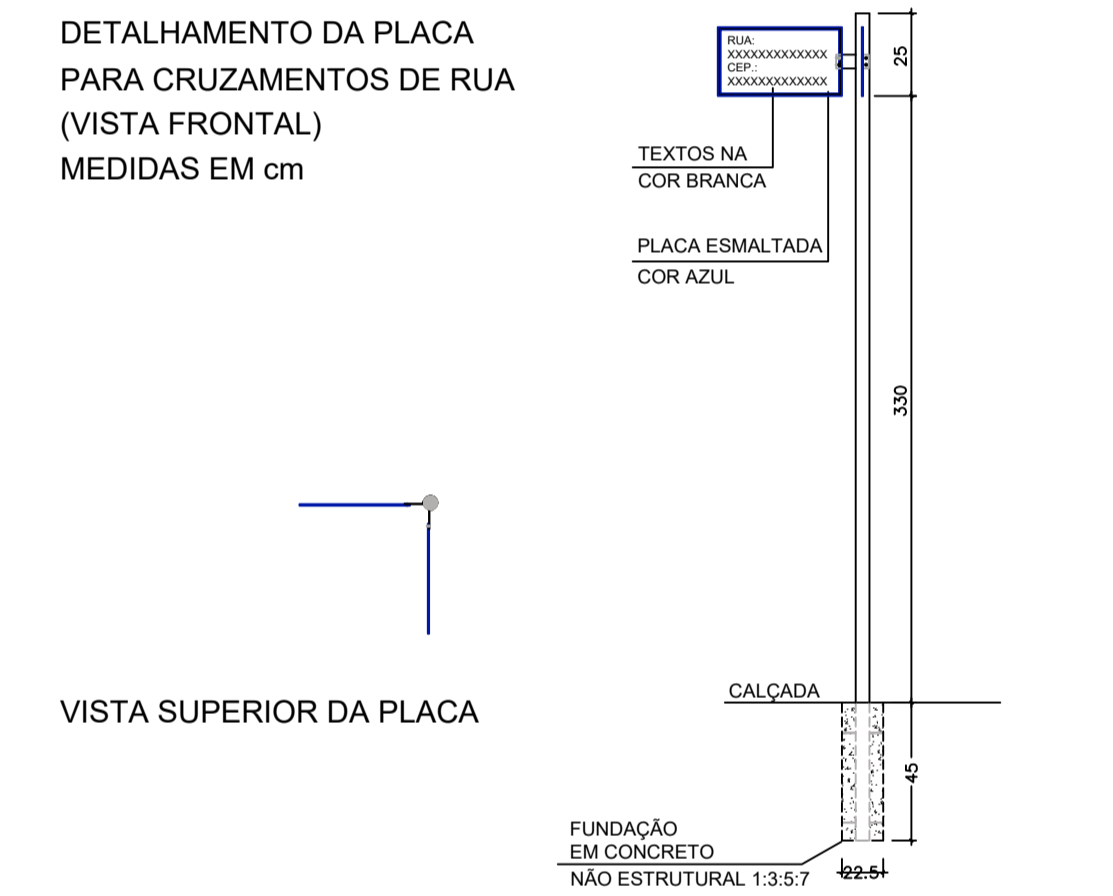 DETALHAMENTO DA PLACA
PARA CRUZAMENTOS DE RUA
(VISTA FRONTAL)
MEDIDAS EM cm
RUA:
XXXXXXXXXXXXX
CEP.:
XXXXXXXXXXXXX
25
TEXTOS NA
COR BRANCA
PLACA ESMALTADA
COR AZUL
330
CALÇADA
VISTA SUPERIOR DA PLACA
45
FUNDAÇÃO
EM CONCRETO
NÃO ESTRUTURAL 1:3:5:7
22.5